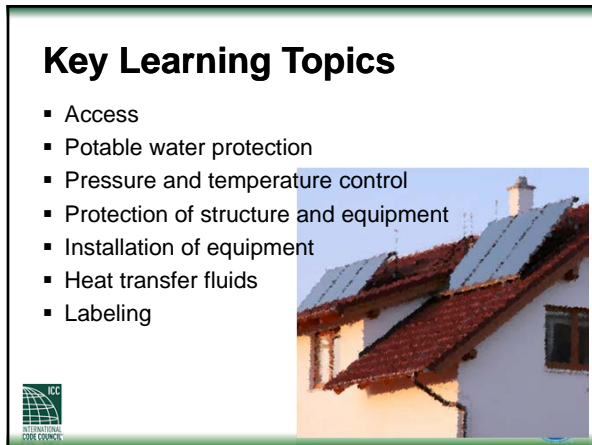 Key Learning Topics
▪ Access
▪ Potable water protection
▪ Pressure and temperature control
▪ Protection of structure and equipment
▪ Installation of equipment
▪ Heat transfer fluids
▪ Labeling
ICC
INTERNATIONAL
CODE COUNCIL